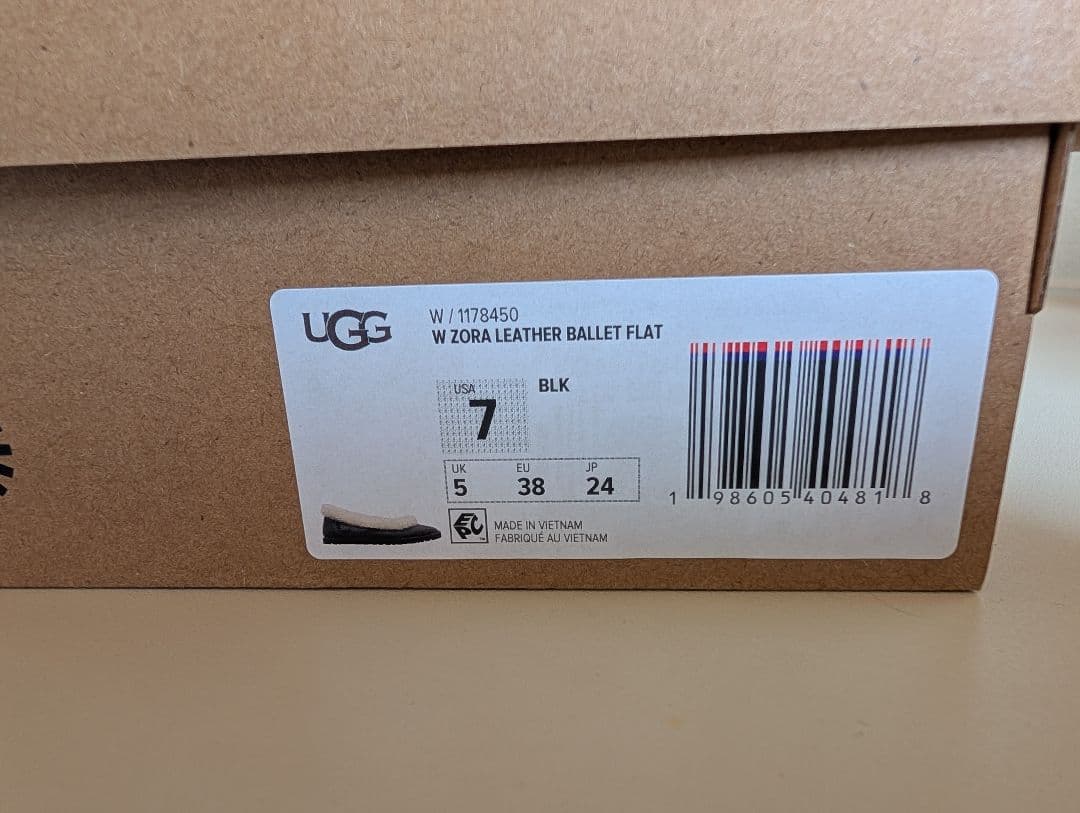 UGG
W / 1178450
W ZORA LEATHER BALLET FLAT
USA
7
BLK
UK EU JP
5 38 24
EPC
MADE IN VIETNAM
FABRIQUÉ AU VIETNAM
1 98605 40481 8